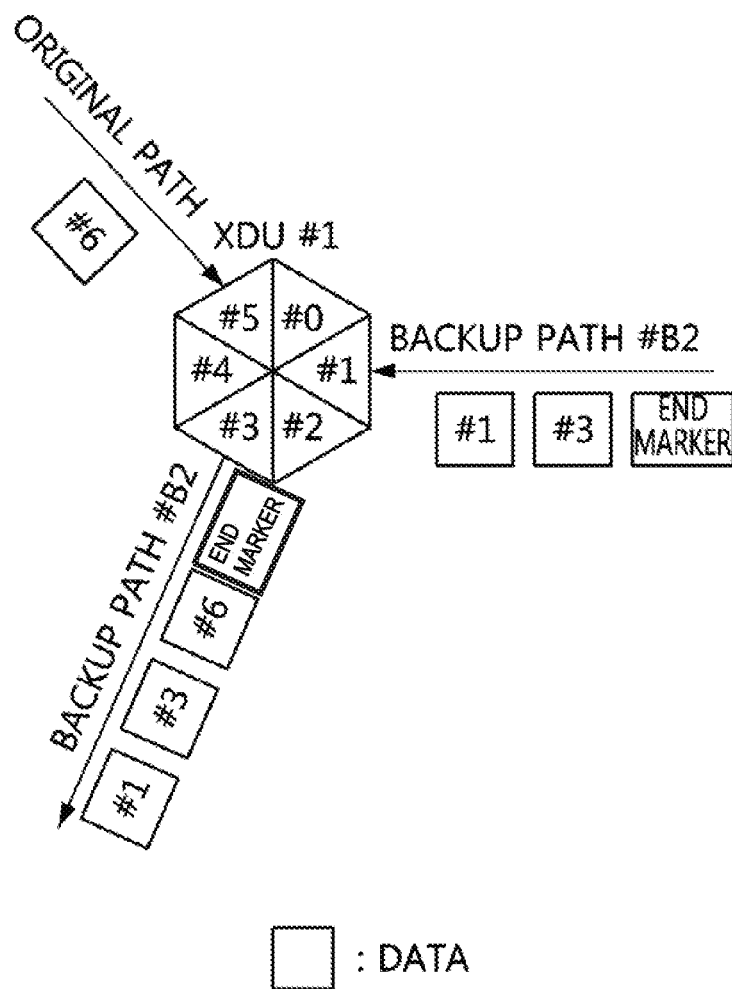 ORIGINAL PATH
#6
XDU #1
#5 #0
#4 #1
#3 #2
BACKUP PATH #B2
#1 #3 END MARKER
BACKUP PATH #B2
END MARKER
#6
#3
#1
: DATA